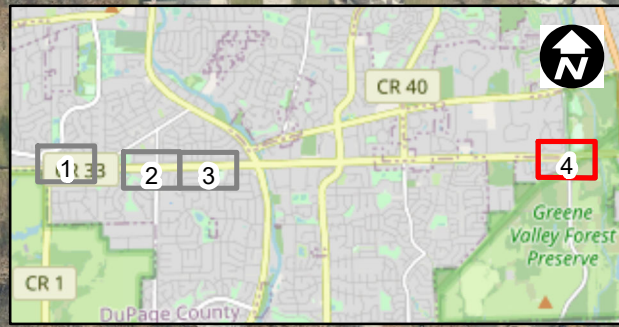 N
CR 40
1
CR 33
2
3
4
Greene
Valley Forest
Preserve
CR 1
DuPage County